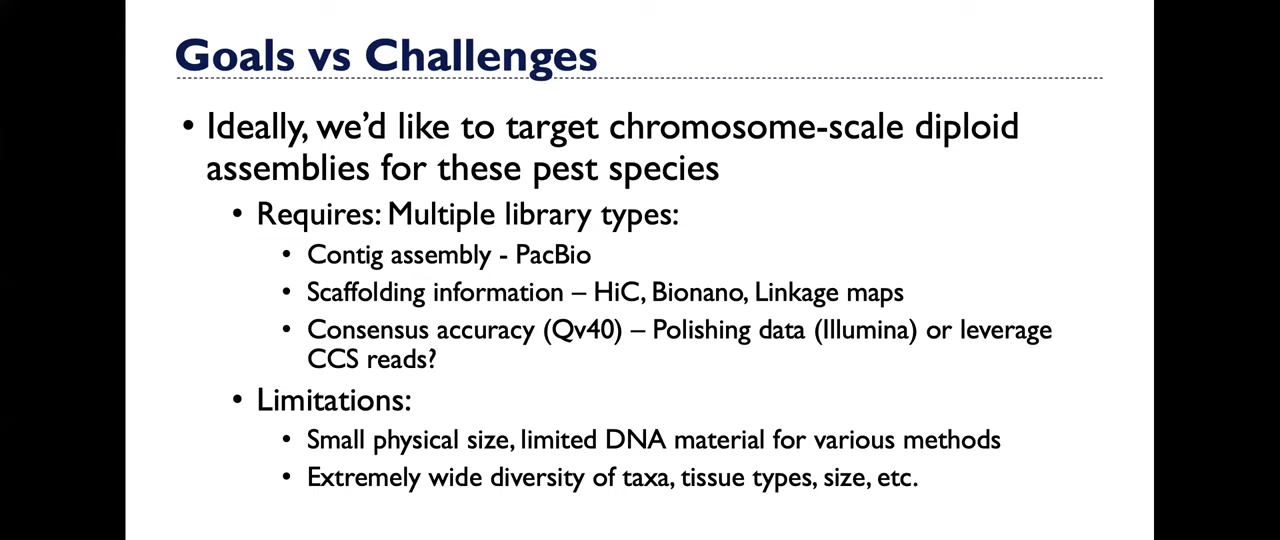 Goals vs Challenges
• Ideally, we’d like to target chromosome-scale diploid
assemblies for these pest species
• Requires: Multiple library types:
• Contig assembly - PacBio
• Scaffolding information – HiC, Bionano, Linkage maps
• Consensus accuracy (Qv40) – Polishing data (Illumina) or leverage
CCS reads?
• Limitations:
• Small physical size, limited DNA material for various methods
• Extremely wide diversity of taxa, tissue types, size, etc.